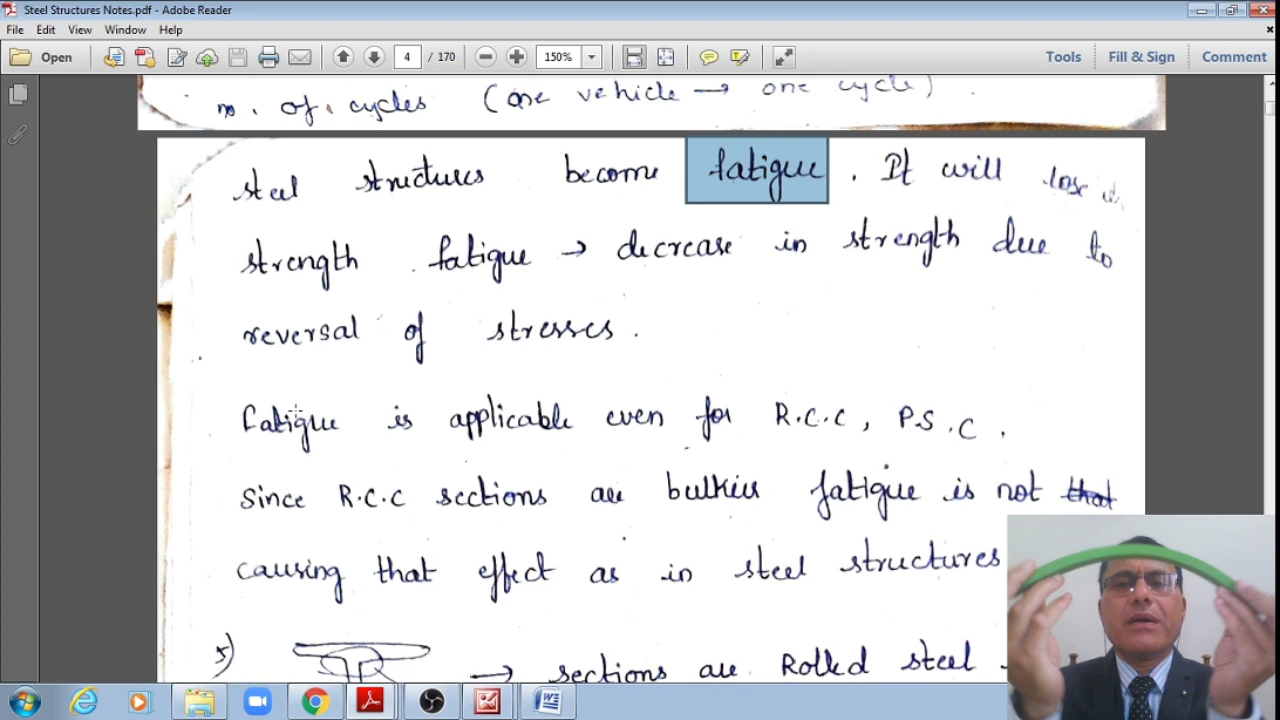 Steel Structures Notes.pdf - Adobe Reader
File Edit View Window Help
Open 4 / 170 150% Tools Fill & Sign Comment
no. of. cycles (one vehicle → one cycle) .
steel structures become fatigue . It will lose
strength fatigue → decrease in strength due to
reversal of stresses .
fatigue is applicable even for R.C.C , P.S.C .
Since R.C.C sections are bulkier fatigue is not that
causing that effect as in steel structures
5) → sections are Rolled steel